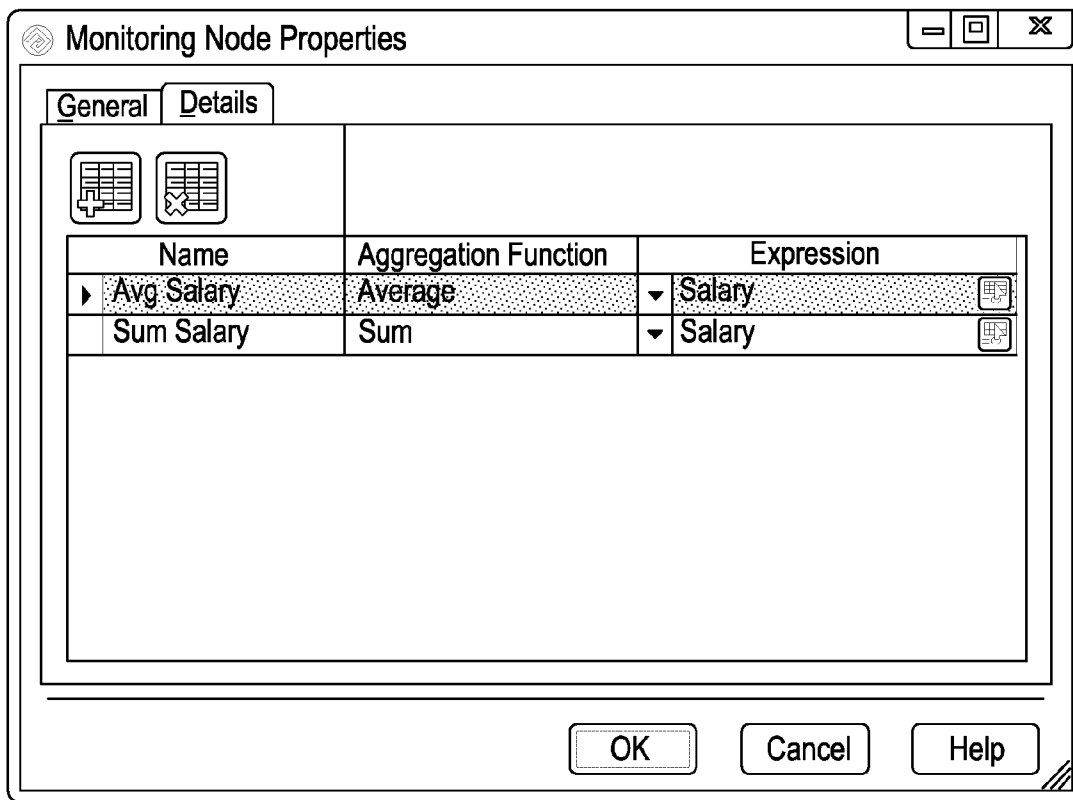 Monitoring Node Properties
General Details
Name Aggregation Function Expression
Avg Salary Average Salary
Sum Salary Sum Salary
OK Cancel Help